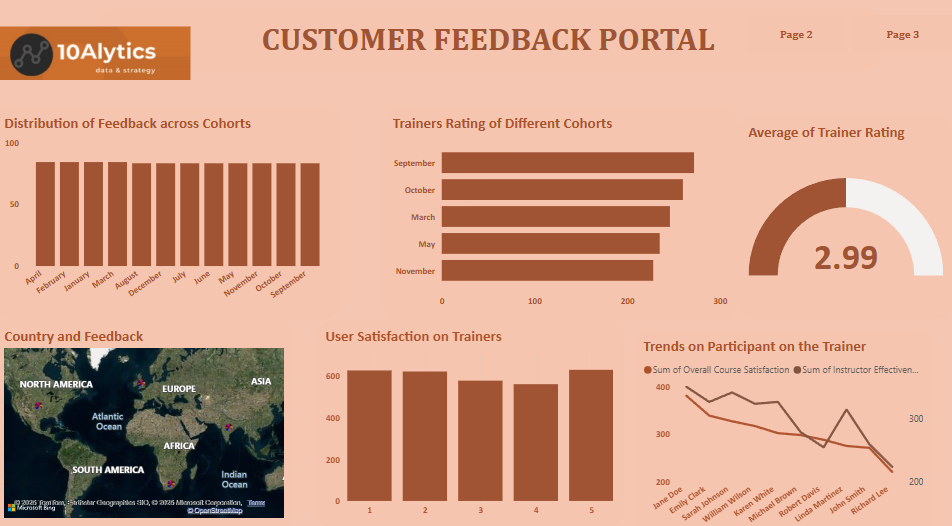 10Alytics
data & strategy
CUSTOMER FEEDBACK PORTAL
Page 2
Page 3
Distribution of Feedback across Cohorts
100
50
0
April
February
January
March
August
December
July
June
May
November
October
September
Trainers Rating of Different Cohorts
September
October
March
May
November
0
100
200
300
Average of Trainer Rating
2.99
Country and Feedback
NORTH AMERICA
EUROPE
ASIA
Atlantic
Ocean
AFRICA
SOUTH AMERICA
Indian
Ocean
Microsoft Bing
© 2025 TomTom,
© 2025 Microsoft Corporation,
Terms
© OpenStreetMap
User Satisfaction on Trainers
600
400
200
0
1
2
3
4
5
Trends on Participant on the Trainer
Sum of Overall Course Satisfaction
Sum of Instructor Effectiven...
400
300
200
300
200
Jane Doe
Emily Clark
Sarah Johnson
William Wilson
Karen White
Michael Brown
Robert Davis
Linda Martinez
John Smith
Richard Lee